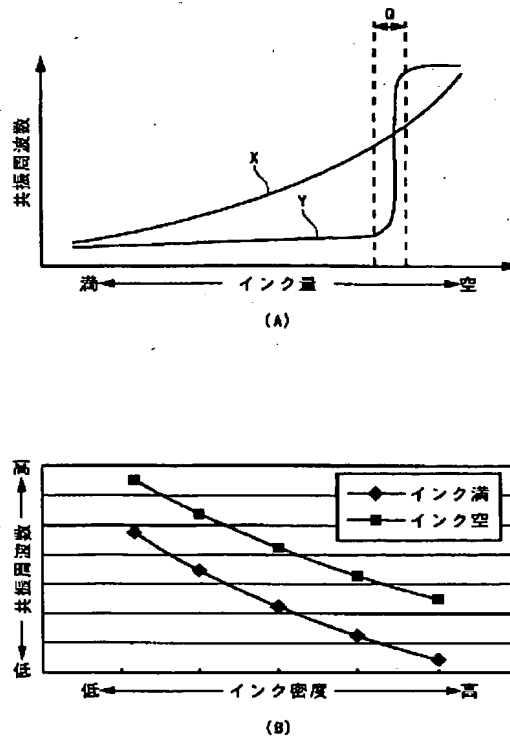 Q
共振周波数
X
Y
満 インク量 空
(A)
高
共振周波数
低
インク満
インク空
低 インク密度 高
(B)